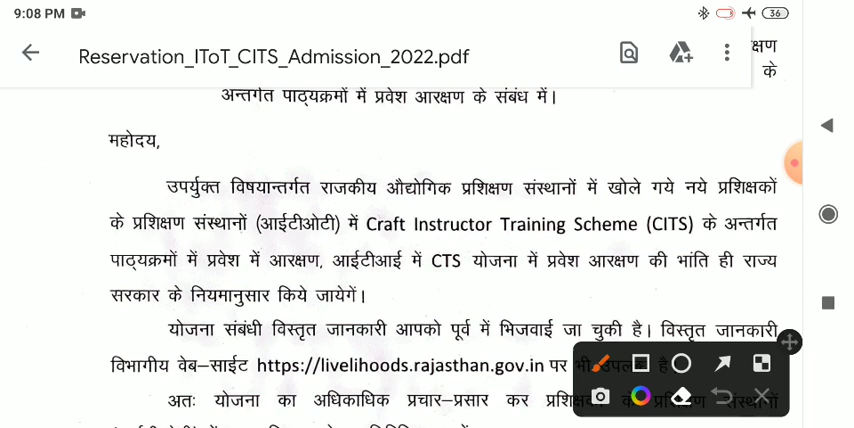 9:08 PM 36
Reservation_IToT_CITS_Admission_2022.pdf
क्षण
के
अन्तर्गत पाठ्यक्रमों में प्रवेश आरक्षण के संबंध में।
महोदय,
उपर्युक्त विषयान्तर्गत राजकीय औद्योगिक प्रशिक्षण संस्थानों में खोले गये नये प्रशिक्षकों
के प्रशिक्षण संस्थानों (आईटीओटी) में Craft Instructor Training Scheme (CITS) के अन्तर्गत
पाठ्यक्रमों में प्रवेश में आरक्षण, आईटीआई में CTS योजना में प्रवेश आरक्षण की भांति ही राज्य
सरकार के नियमानुसार किये जायेगें।
योजना संबंधी विस्तृत जानकारी आपको पूर्व में भिजवाई जा चुकी है। विस्तृत जानकारी
विभागीय वेब–साईट https://livelihoods.rajasthan.gov.in पर भी उपलब्ध है
अतः योजना का अधिकाधिक प्रचार–प्रसार कर